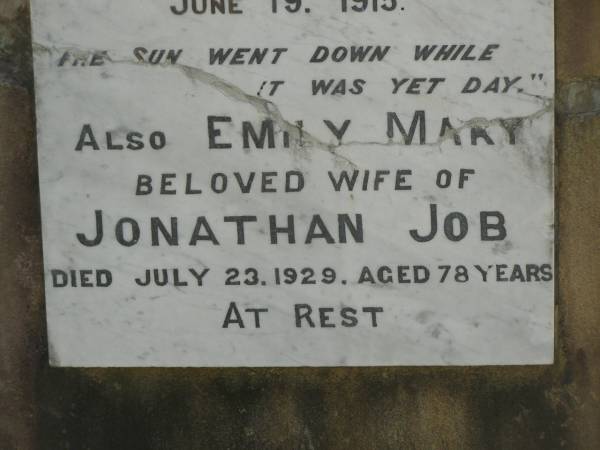 JUNE 19. 1915.
THE SUN WENT DOWN WHILE
IT WAS YET DAY."
ALSO EMILY MARY
BELOVED WIFE OF
JONATHAN JOB
DIED JULY 23. 1929. AGED 78 YEARS
AT REST